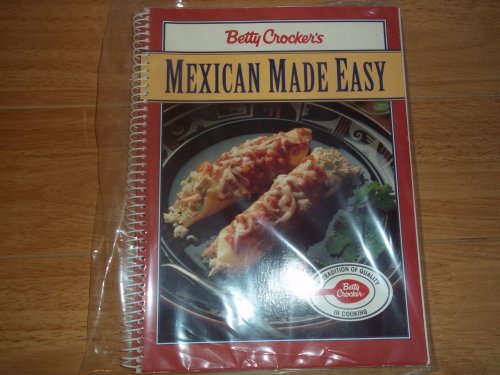 Betty Crocker's
MEXICAN MADE EASY
TRADITION OF QUALITY
Betty
Crocker
IN COOKING